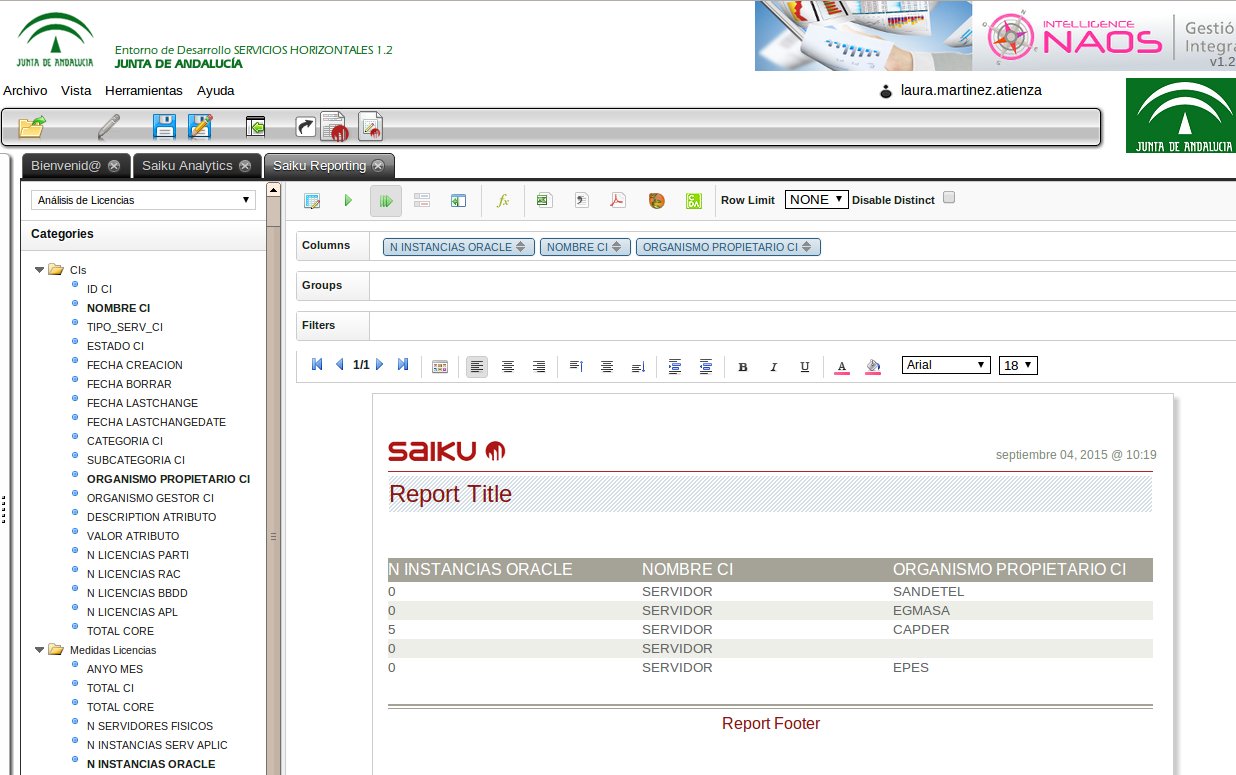 JUNTA DE ANDALUCIA
Entorno de Desarrollo SERVICIOS HORIZONTALES 1.2
JUNTA DE ANDALUCÍA
N
S
INTELLIGENCE
NAOS
Gestió
Integra
v1.2
Archivo Vista Herramientas Ayuda
laura.martinez.atienza
JUNTA DE ANDALUCIA
Bienvenid@ Saiku Analytics Saiku Reporting
Análisis de Licencias
Row Limit NONE Disable Distinct
Categories
Columns N INSTANCIAS ORACLE NOMBRE CI ORGANISMO PROPIETARIO CI
Groups
Filters
1/1 B I U A Arial 18
CIs
ID CI
NOMBRE CI
TIPO_SERV_CI
ESTADO CI
FECHA CREACION
FECHA BORRAR
FECHA LASTCHANGE
FECHA LASTCHANGEDATE
CATEGORIA CI
SUBCATEGORIA CI
ORGANISMO PROPIETARIO CI
ORGANISMO GESTOR CI
DESCRIPTION ATRIBUTO
VALOR ATRIBUTO
N LICENCIAS PARTI
N LICENCIAS RAC
N LICENCIAS BBDD
N LICENCIAS APL
TOTAL CORE
Medidas Licencias
ANYO MES
TOTAL CI
TOTAL CORE
N SERVIDORES FISICOS
N INSTANCIAS SERV APLIC
N INSTANCIAS ORACLE
saiku
septiembre 04, 2015 @ 10:19
Report Title
N INSTANCIAS ORACLE NOMBRE CI ORGANISMO PROPIETARIO CI
0 SERVIDOR SANDETEL
0 SERVIDOR EGMASA
5 SERVIDOR CAPDER
0 SERVIDOR
0 SERVIDOR EPES
Report Footer